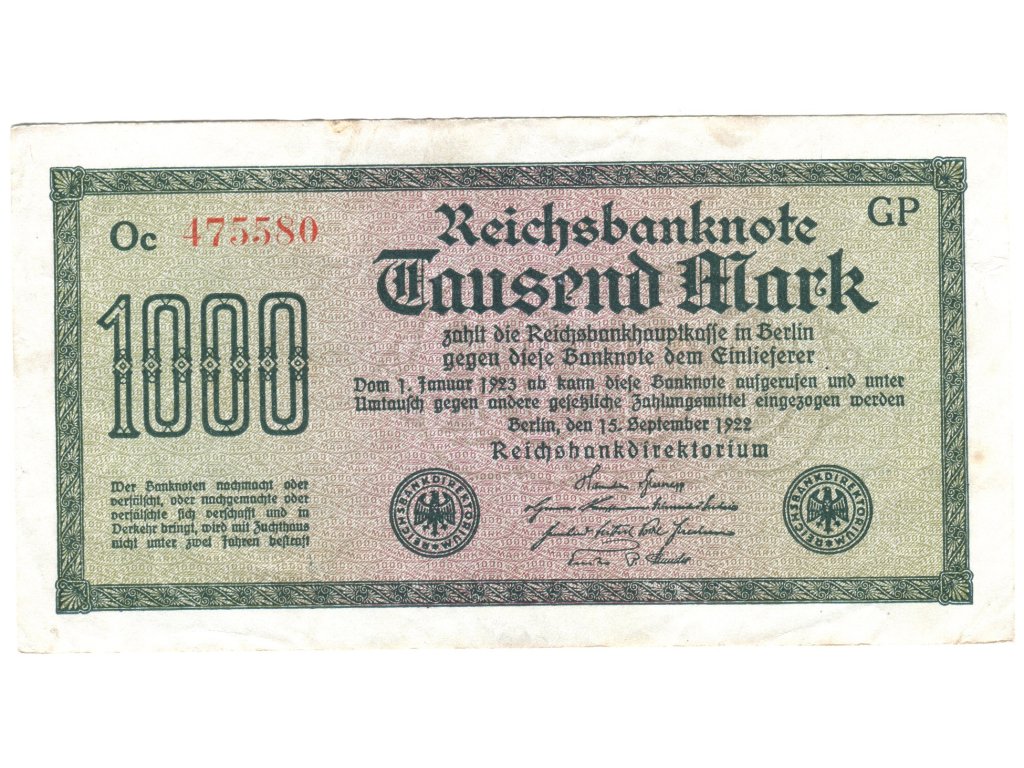 Oc 475580
GP
Reichsbanknote
Tausend Mark
1000
zahlt die Reichsbankhauptkasse in Berlin
gegen diese Banknote dem Einlieferer
Vom 1. Januar 1923 ab kann diese Banknote aufgerufen und unter
Umtausch gegen andere gesetzliche Zahlungsmittel eingezogen werden
Berlin, den 15. September 1922
Reichsbankdirektorium
Wer Banknoten nachmacht oder
verfälscht, oder nachgemachte oder
verfälschte sich verschafft und in
Verkehr bringt, wird mit Zuchthaus
nicht unter zwei Jahren bestraft
REICHSBANKDIREKTORIUM
REICHSBANKDIREKTORIUM